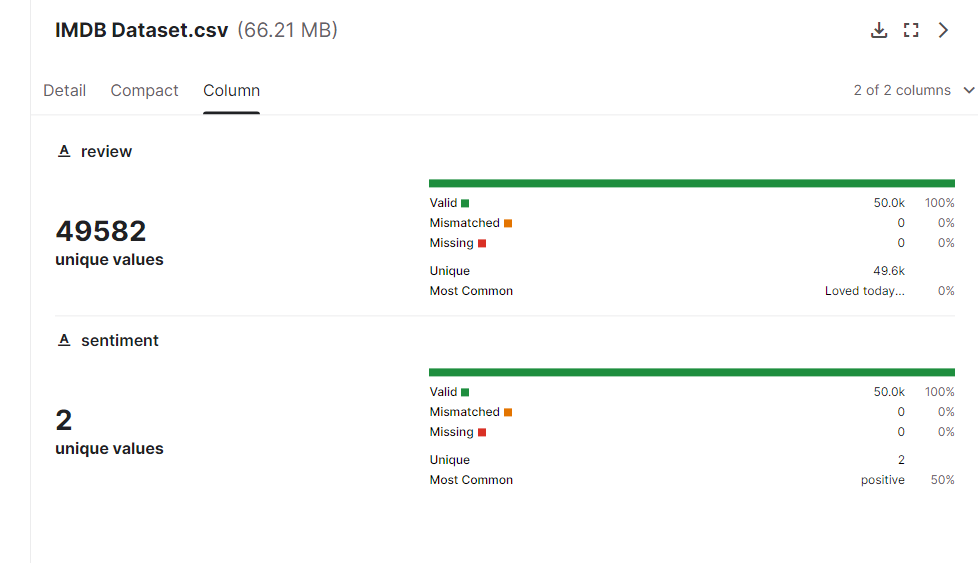 IMDB Dataset.csv (66.21 MB)
Detail Compact Column 2 of 2 columns
A review
49582
unique values
Valid 50.0k 100%
Mismatched 0 0%
Missing 0 0%
Unique 49.6k
Most Common Loved today... 0%
A sentiment
2
unique values
Valid 50.0k 100%
Mismatched 0 0%
Missing 0 0%
Unique 2
Most Common positive 50%